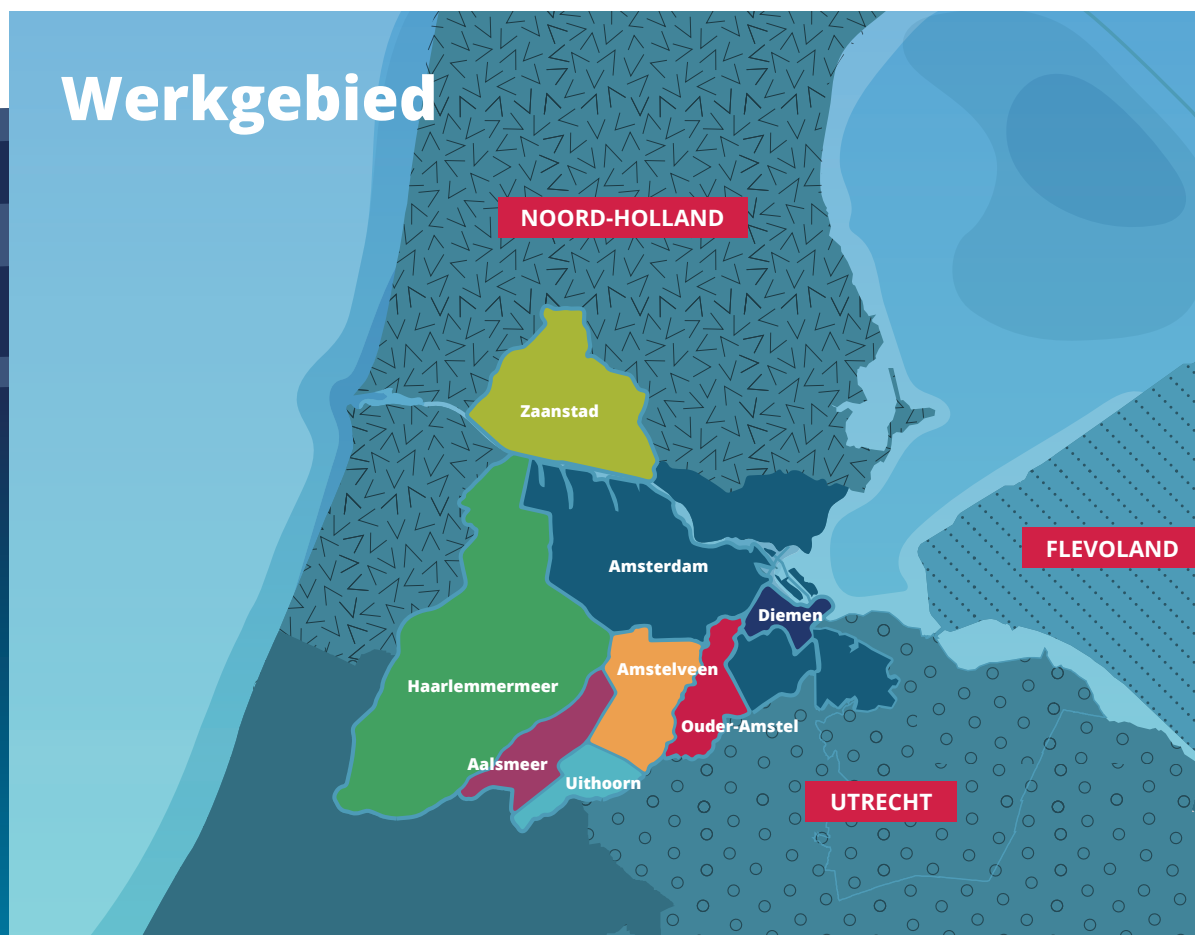 Werkgebied
NOORD-HOLLAND
Zaanstad
FLEVOLAND
Amsterdam
Diemen
Amstelveen
Haarlemmermeer
Ouder-Amstel
Aalsmeer
Uithoorn
UTRECHT